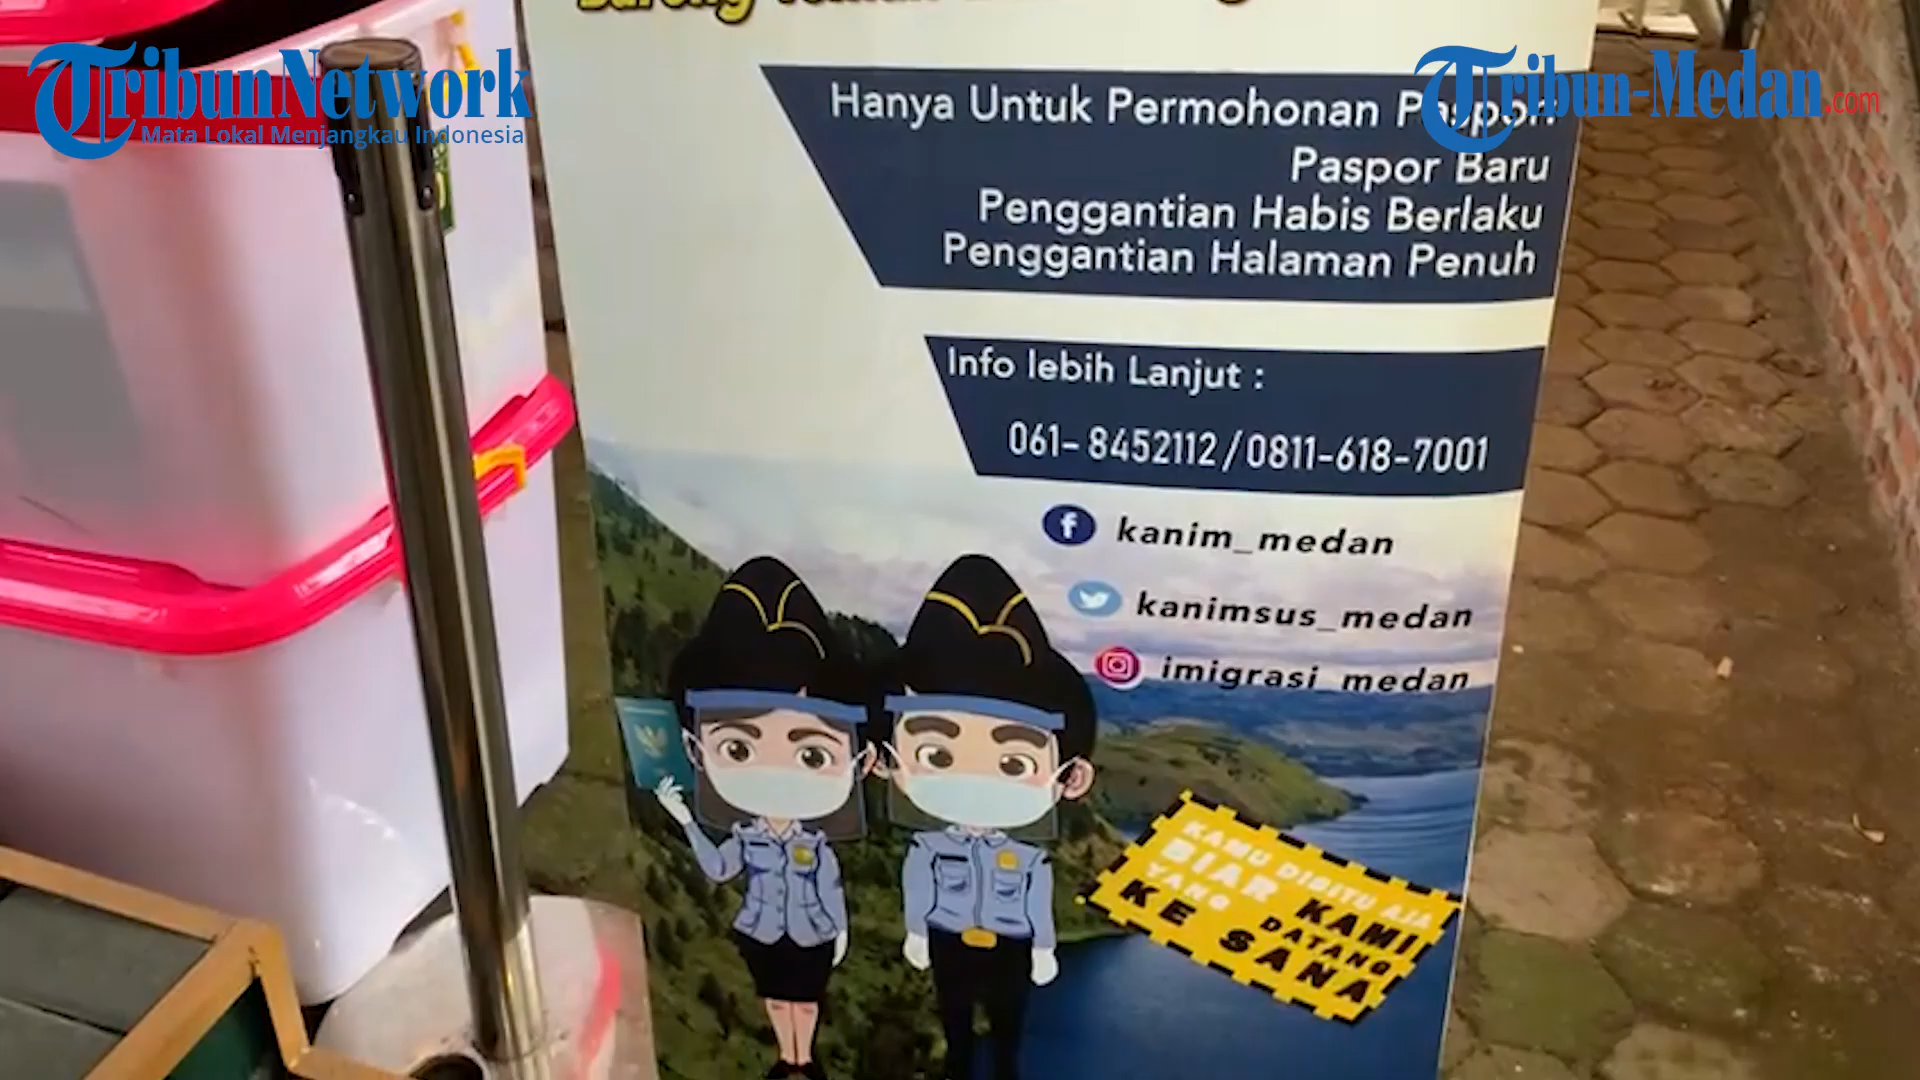 TribunNetwork
Mata Lokal Menjangkau Indonesia
Tribun-Medan.com
Hanya Untuk Permohonan Paspor:
Paspor Baru
Penggantian Habis Berlaku
Penggantian Halaman Penuh
Info lebih Lanjut :
061- 8452112 / 0811-618-7001
kanim_medan
kanimsus_medan
imigrasi_medan
KAMU DISITU AJA
BIAR KAMI
YANG DATANG
KE SANA